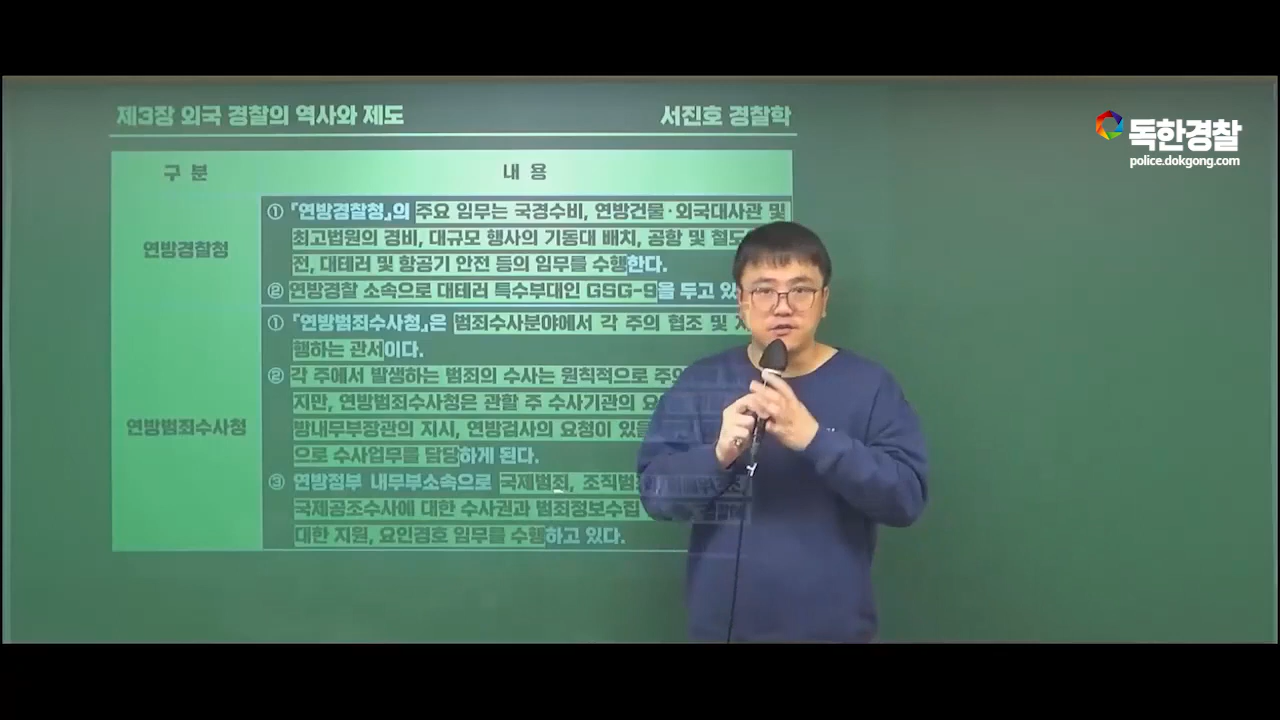 제3장 외국 경찰의 역사와 제도
서진호 경찰학
독한경찰
police.dokgong.com
구 분
내 용
연방경찰청
① 『연방경찰청』의 주요 임무는 국경수비, 연방건물·외국대사관 및
최고법원의 경비, 대규모 행사의 기동대 배치, 공항 및 철도
전, 대테러 및 항공기 안전 등의 임무를 수행한다.
② 연방경찰 소속으로 대테러 특수부대인 GSG-9을 두고
연방범죄수사청
① 『연방범죄수사청』은 범죄수사분야에서 각 주의 협조 및
행하는 관서이다.
② 각 주에서 발생하는 범죄의 수사는 원칙적으로
지만, 연방범죄수사청은 관할 주 수사기관의
방내무부장관의 지시, 연방검사의 요청이 있을
으로 수사업무를 담당하게 된다.
③ 연방정부 내무부소속으로 국제범죄,
국제공조수사에 대한 수사권과 범죄정보수집
대한 지원, 요인경호 임무를 수행하고 있다.